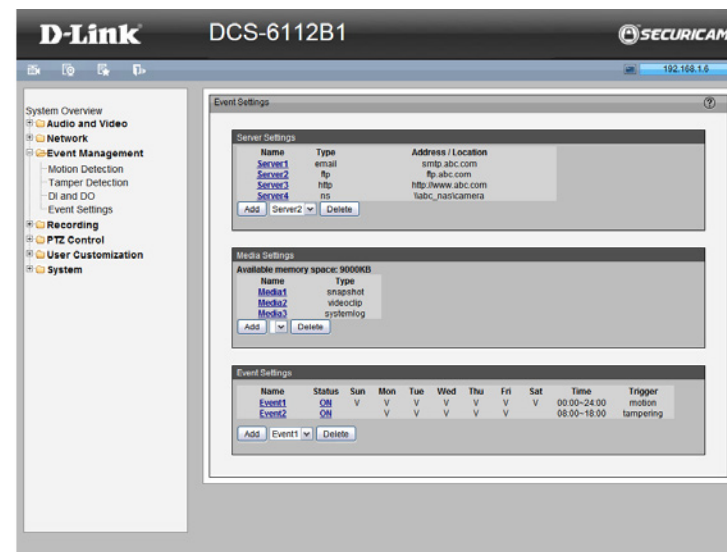 D-Link
DCS-6112B1
SECURICAM
192.168.1.6
System Overview
Audio and Video
Network
Event Management
Motion Detection
Tamper Detection
DI and DO
Event Settings
Recording
PTZ Control
User Customization
System
Event Settings
Server Settings
Name Type Address / Location
Server1 email smtp.abc.com
Server2 ftp ftp.abc.com
Server3 http http://www.abc.com
Server4 ns \\abc_nas\camera
Add Server2 Delete
Media Settings
Available memory space: 9000KB
Name Type
Media1 snapshot
Media2 videoclip
Media3 systemlog
Add Delete
Event Settings
Name Status Sun Mon Tue Wed Thu Fri Sat Time Trigger
Event1 ON V V V V V V V 00:00~24:00 motion
Event2 ON V V V V V 08:00~18:00 tampering
Add Event1 Delete